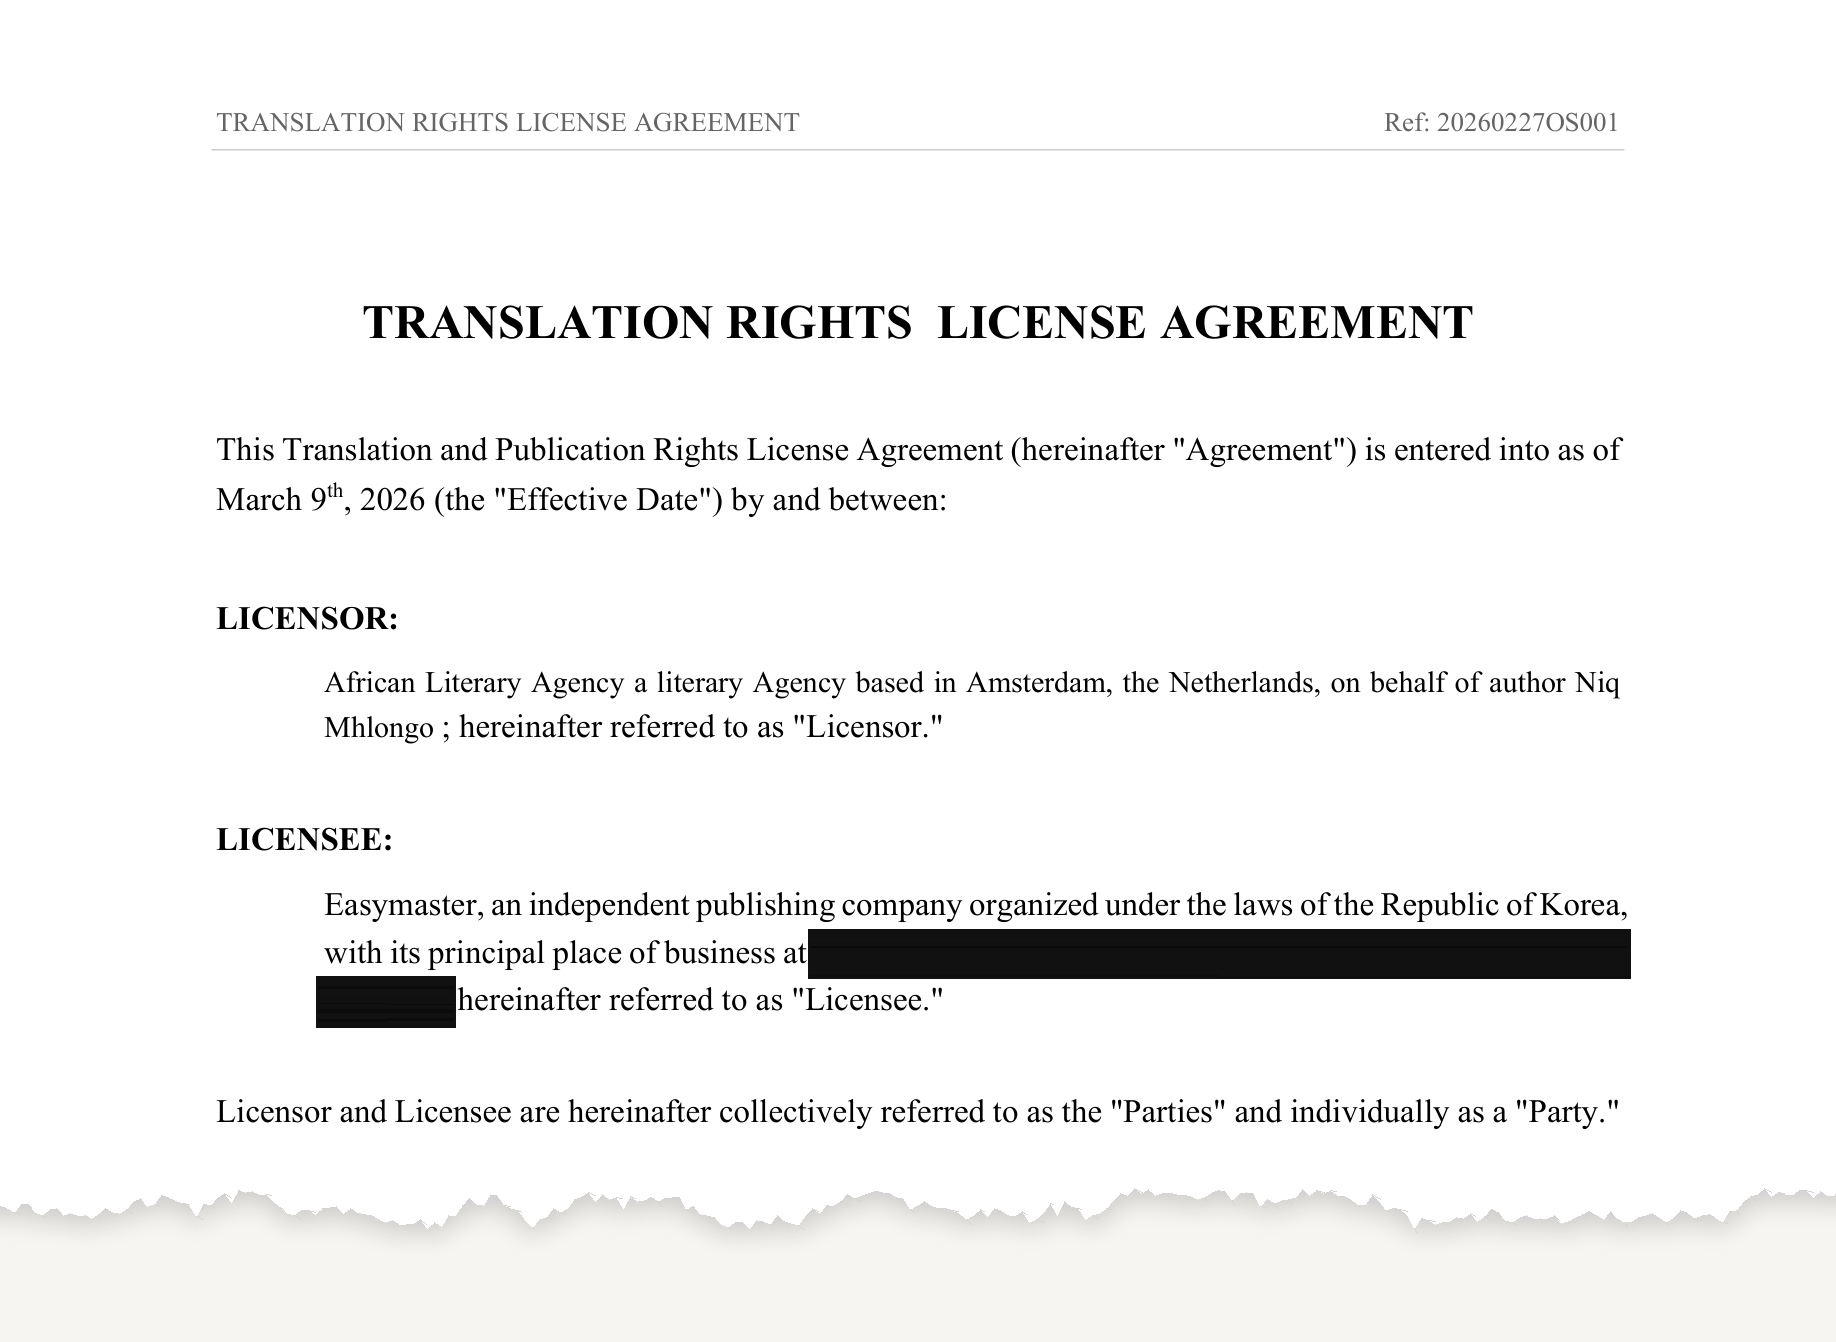 TRANSLATION RIGHTS LICENSE AGREEMENT
Ref: 20260227OS001
TRANSLATION RIGHTS  LICENSE AGREEMENT
This Translation and Publication Rights License Agreement (hereinafter "Agreement") is entered into as of
March 9th, 2026 (the "Effective Date") by and between:
LICENSOR:
African Literary Agency a literary Agency based in Amsterdam, the Netherlands, on behalf of author Niq
Mhlongo ; hereinafter referred to as "Licensor."
LICENSEE:
Easymaster, an independent publishing company organized under the laws of the Republic of Korea,
with its principal place of business at
hereinafter referred to as "Licensee."
Licensor and Licensee are hereinafter collectively referred to as the "Parties" and individually as a "Party."